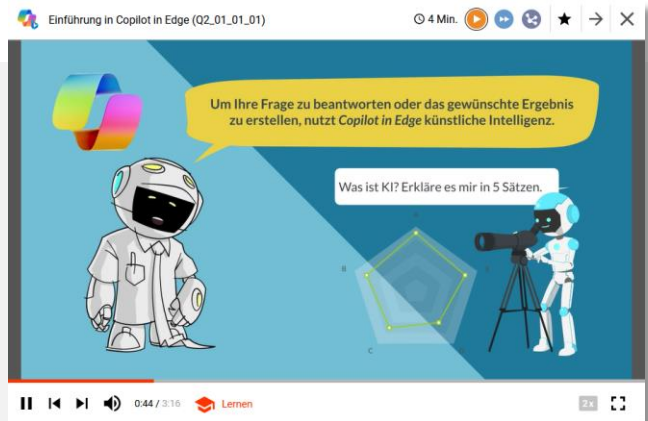 Einführung in Copilot in Edge (Q2_01_01_01)
4 Min.
Um Ihre Frage zu beantworten oder das gewünschte Ergebnis
zu erstellen, nutzt Copilot in Edge künstliche Intelligenz.
Was ist KI? Erkläre es mir in 5 Sätzen.
B
C
0:44 / 3:16
Lernen
2x